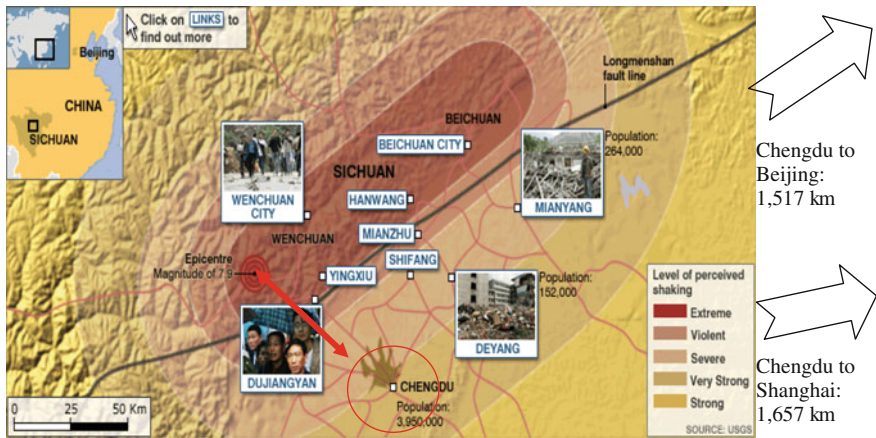 Click on LINKS to
find out more
Beijing
CHINA
SICHUAN
Longmenshan
fault line
BEICHUAN
BEICHUAN CITY
Population:
264,000
SICHUAN
WENCHUAN
CITY
HANWANG
MIANYANG
MIANZHU
WENCHUAN
SHIFANG
Epicentre
Magnitude of 7.9
YINGXIU
Population:
152,000
DEYANG
DUJIANGYAN
CHENGDU
Population:
3,950,000
0 25 50 Km
Level of perceived
shaking
Extreme
Violent
Severe
Very Strong
Strong
SOURCE: USGS
Chengdu to
Beijing:
1,517 km
Chengdu to
Shanghai:
1,657 km